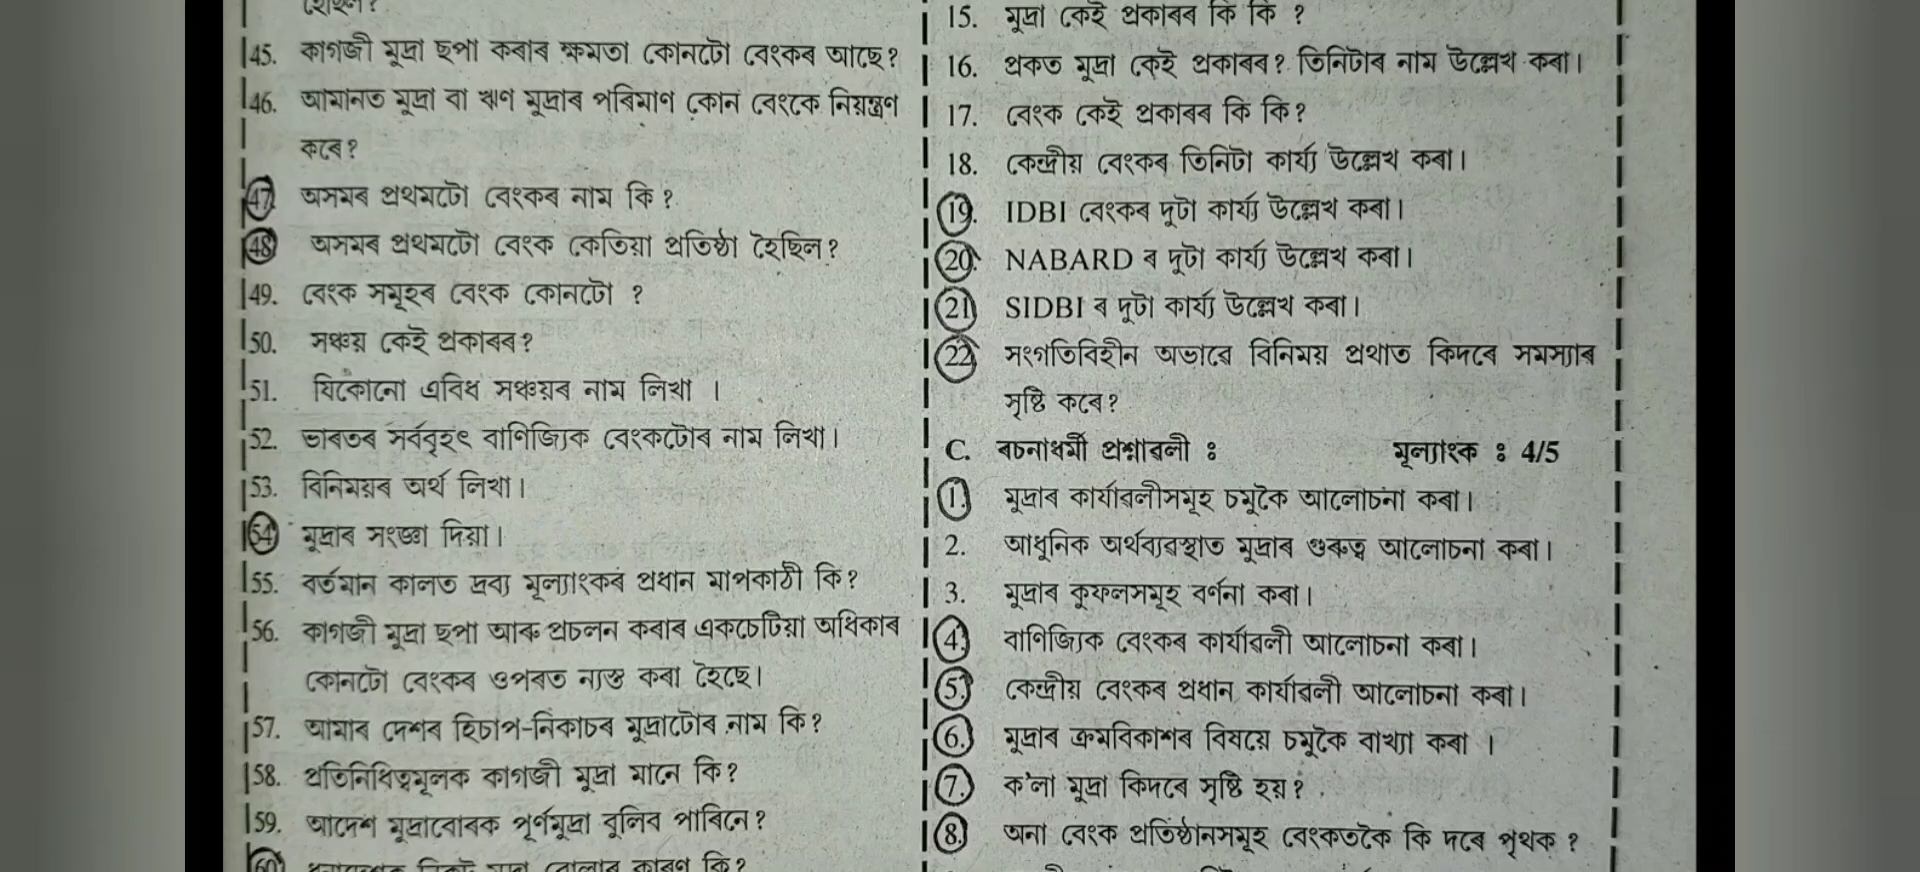 45. কাগজী মুদ্ৰা ছপা কৰাৰ ক্ষমতা কোনটো বেংকৰ আছে?
46. আমানত মুদ্ৰা বা ঋণ মুদ্ৰাৰ পৰিমাণ কোন বেংকে নিয়ন্ত্ৰণ
কৰে?
47. অসমৰ প্ৰথমটো বেংকৰ নাম কি?
48. অসমৰ প্ৰথমটো বেংক কেতিয়া প্ৰতিষ্ঠা হৈছিল?
49. বেংক সমূহৰ বেংক কোনটো ?
50. সঞ্চয় কেই প্ৰকাৰৰ?
51. যিকোনো এবিধ সঞ্চয়ৰ নাম লিখা ।
52. ভাৰতৰ সৰ্ববৃহৎ বাণিজ্যিক বেংকটোৰ নাম লিখা।
53. বিনিময়ৰ অৰ্থ লিখা।
54. মুদ্ৰাৰ সংজ্ঞা দিয়া।
55. বৰ্তমান কালত দ্ৰব্য মূল্যাংকৰ প্ৰধান মাপকাঠী কি?
56. কাগজী মুদ্ৰা ছপা আৰু প্ৰচলন কৰাৰ একচেটিয়া অধিকাৰ
কোনটো বেংকৰ ওপৰত ন্যস্ত কৰা হৈছে।
57. আমাৰ দেশৰ হিচাপ-নিকাচৰ মুদ্ৰাটোৰ নাম কি?
58. প্ৰতিনিধিত্বমূলক কাগজী মুদ্ৰা মানে কি?
59. আদেশ মুদ্ৰাবোৰক পূৰ্ণমুদ্ৰা বুলিব পাৰিনে?
60. কাৰণ কি?
15. মুদ্ৰা কেই প্ৰকাৰৰ কি কি ?
16. প্ৰকত মুদ্ৰা কেই প্ৰকাৰৰ? তিনিটাৰ নাম উল্লেখ কৰা।
17. বেংক কেই প্ৰকাৰৰ কি কি?
18. কেন্দ্ৰীয় বেংকৰ তিনিটা কাৰ্য্য উল্লেখ কৰা।
19. IDBI বেংকৰ দুটা কাৰ্য্য উল্লেখ কৰা।
20. NABARD ৰ দুটা কাৰ্য্য উল্লেখ কৰা।
21. SIDBI ৰ দুটা কাৰ্য্য উল্লেখ কৰা।
22. সংগতিবিহীন অভাৱে বিনিময় প্ৰথাত কিদৰে সমস্যাৰ
সৃষ্টি কৰে?
C. ৰচনাধৰ্মী প্ৰশ্নাৱলী ঃ মূল্যাংক ঃ 4/5
1. মুদ্ৰাৰ কাৰ্যাৱলীসমূহ চমুকৈ আলোচনা কৰা।
2. আধুনিক অৰ্থব্যৱস্থাত মুদ্ৰাৰ গুৰুত্ব আলোচনা কৰা।
3. মুদ্ৰাৰ কুফলসমূহ বৰ্ণনা কৰা।
4. বাণিজ্যিক বেংকৰ কাৰ্যাৱলী আলোচনা কৰা।
5. কেন্দ্ৰীয় বেংকৰ প্ৰধান কাৰ্যাৱলী আলোচনা কৰা।
6. মুদ্ৰাৰ ক্ৰমবিকাশৰ বিষয়ে চমুকৈ বাখ্যা কৰা ।
7. ক'লা মুদ্ৰা কিদৰে সৃষ্টি হয়?
8. অনা বেংক প্ৰতিষ্ঠানসমূহ বেংকতকৈ কি দৰে পৃথক ?